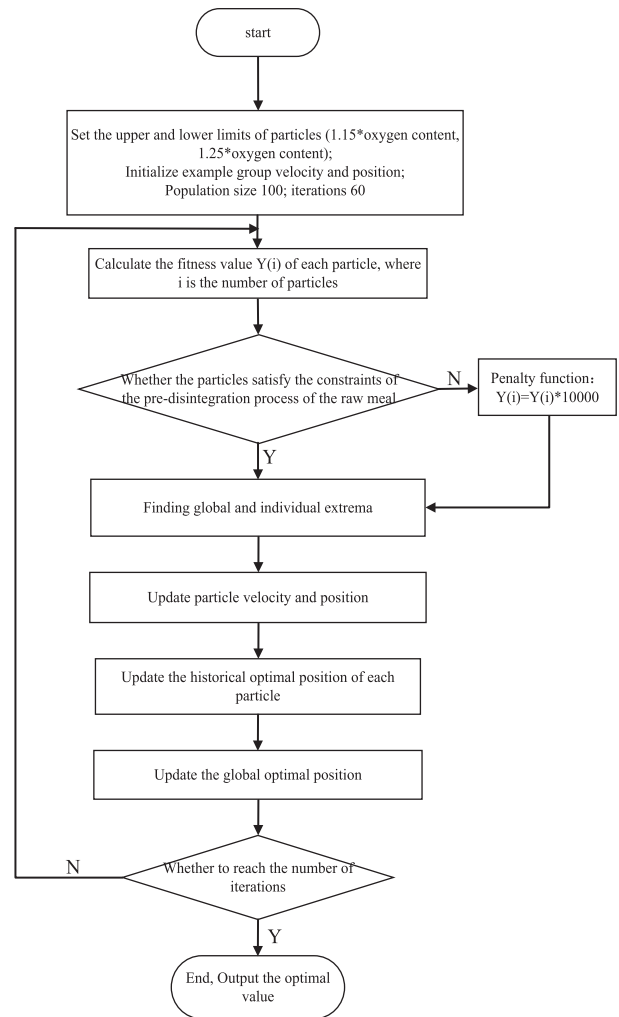 start
Set the upper and lower limits of particles (1.15*oxygen content,
1.25*oxygen content);
Initialize example group velocity and position;
Population size 100; iterations 60
Calculate the fitness value Y(i) of each particle, where
i is the number of particles
Whether the particles satisfy the constraints of
the pre-disintegration process of the raw meal
N
Penalty function：
Y(i)=Y(i)*10000
Y
Finding global and individual extrema
Update particle velocity and position
Update the historical optimal position of each
particle
Update the global optimal position
N
Whether to reach the number of
iterations
Y
End, Output the optimal
value